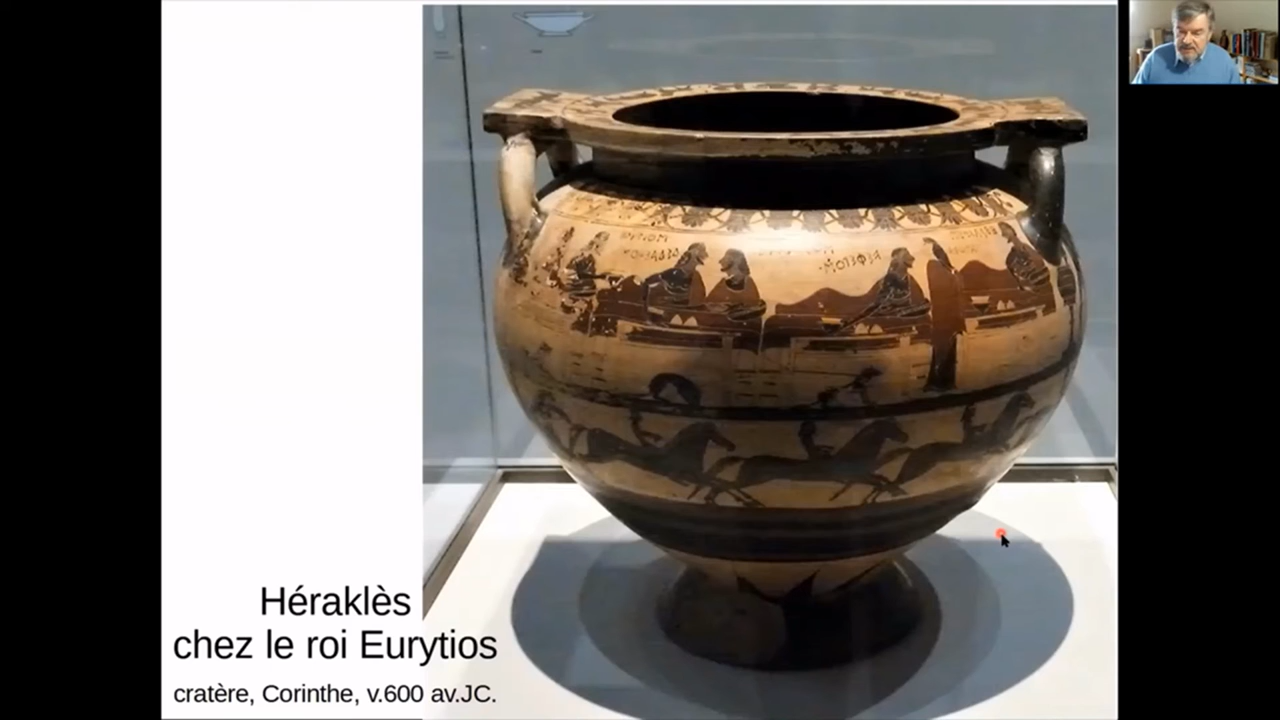 Héraklès
chez le roi Eurytios
cratère, Corinthe, v.600 av.JC.